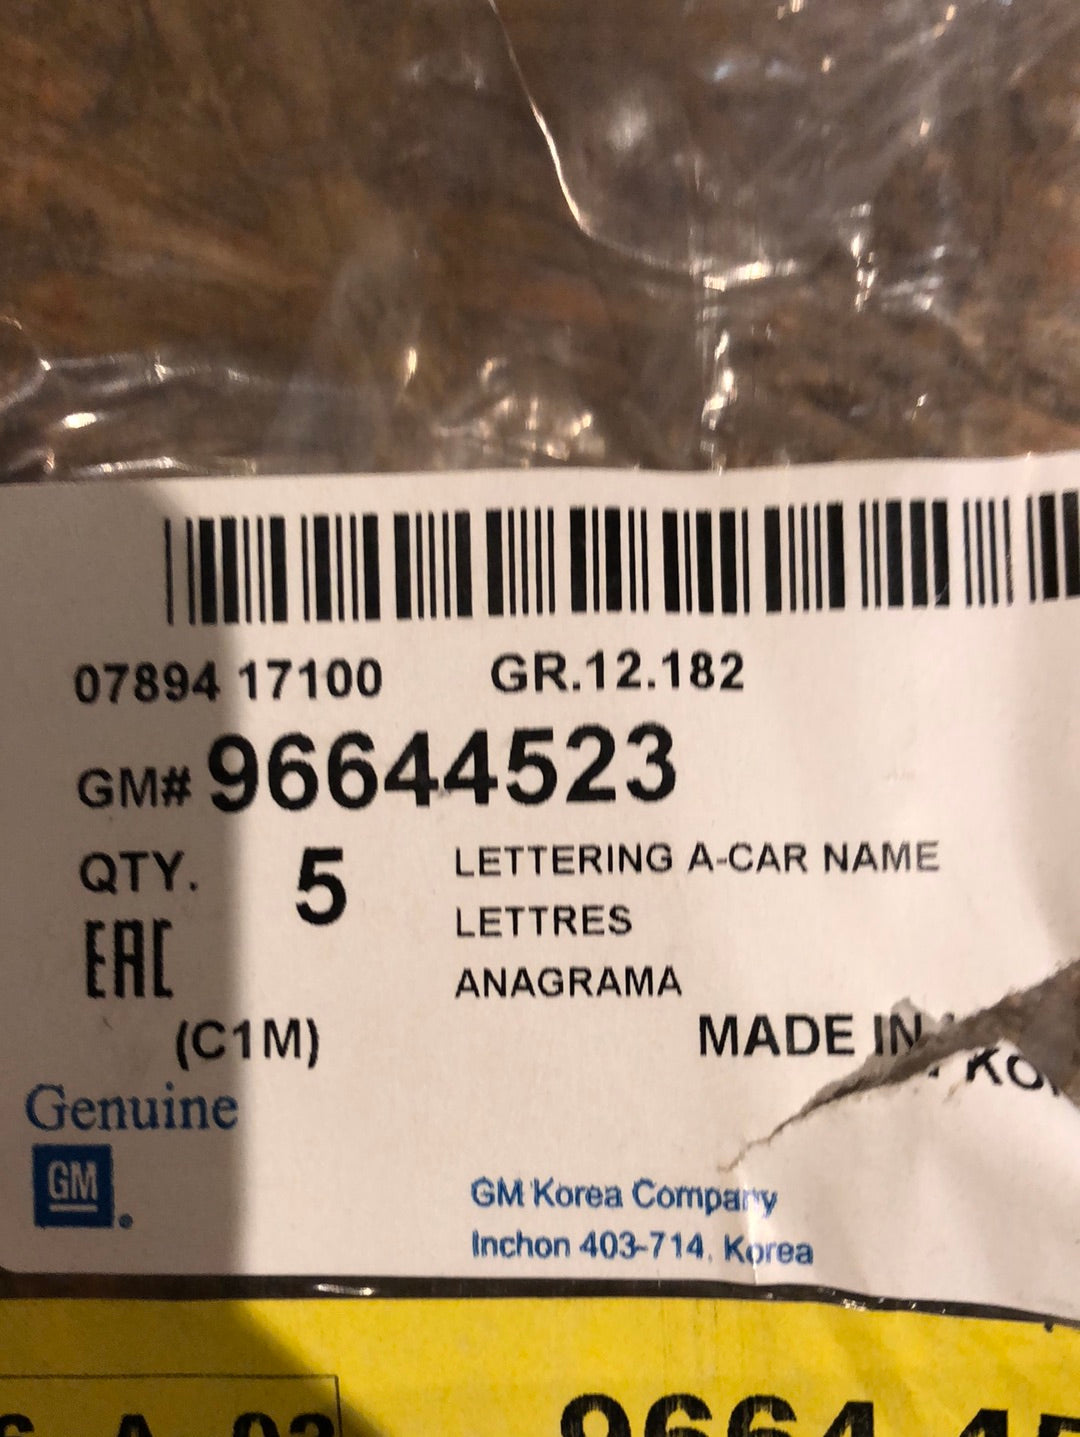 07894 17100 GR.12.182
GM# 96644523
QTY. 5 LETTERING A-CAR NAME
LETTRES
EAC ANAGRAMA
(C1M) MADE IN
Genuine
GM
GM Korea Company
Inchon 403-714, Korea